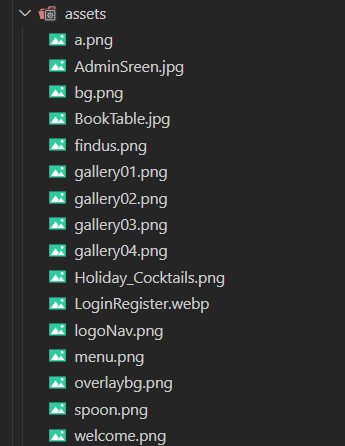 assets
a.png
AdminSreen.jpg
bg.png
BookTable.jpg
findus.png
gallery01.png
gallery02.png
gallery03.png
gallery04.png
Holiday_Cocktails.png
LoginRegister.webp
logoNav.png
menu.png
overlaybg.png
spoon.png
welcome.png